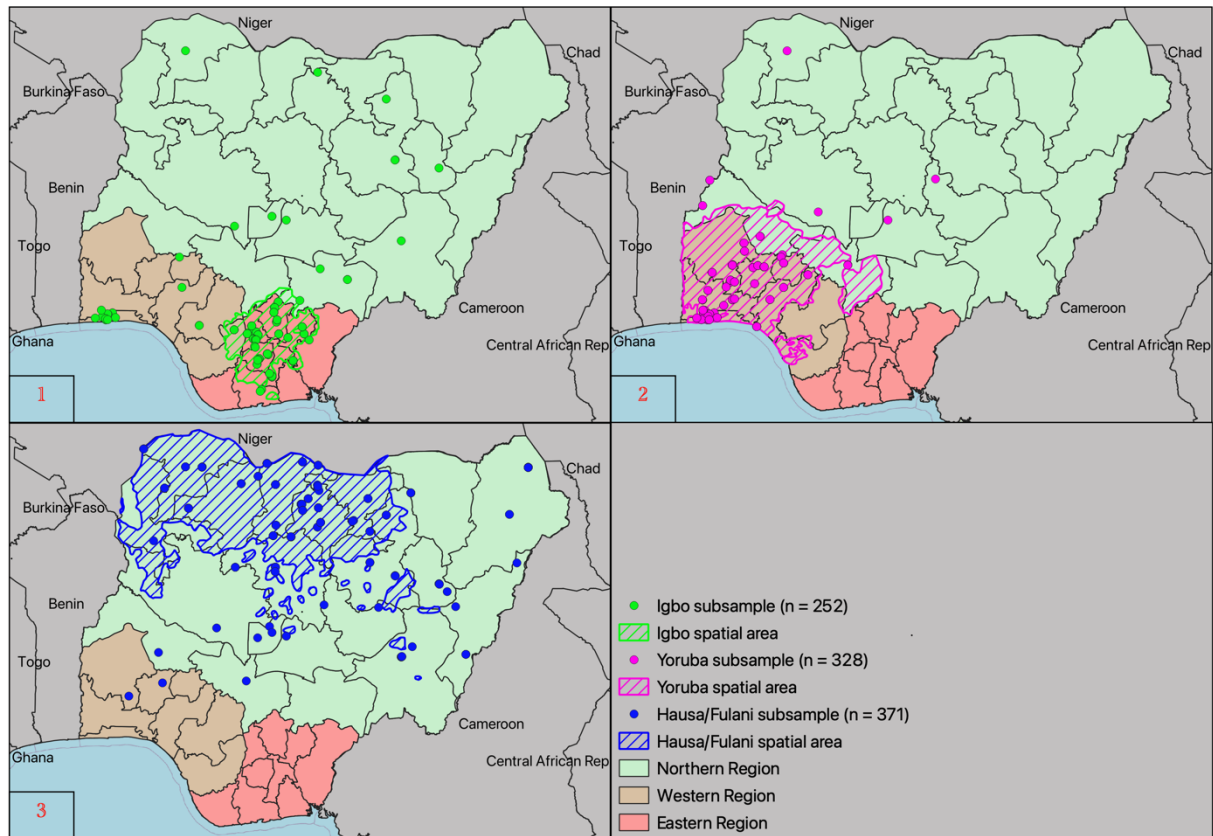 Niger
Chad
Burkina Faso
Benin
Togo
Cameroon
Ghana
Central African Rep
1
Niger
Chad
Burkina Faso
Benin
Togo
Cameroon
Ghana
Central African Rep
2
Niger
Chad
Burkina Faso
Benin
Togo
Cameroon
Ghana
Central African Rep
3
Igbo subsample (n = 252)
Igbo spatial area
Yoruba subsample (n = 328)
Yoruba spatial area
Hausa/Fulani subsample (n = 371)
Hausa/Fulani spatial area
Northern Region
Western Region
Eastern Region